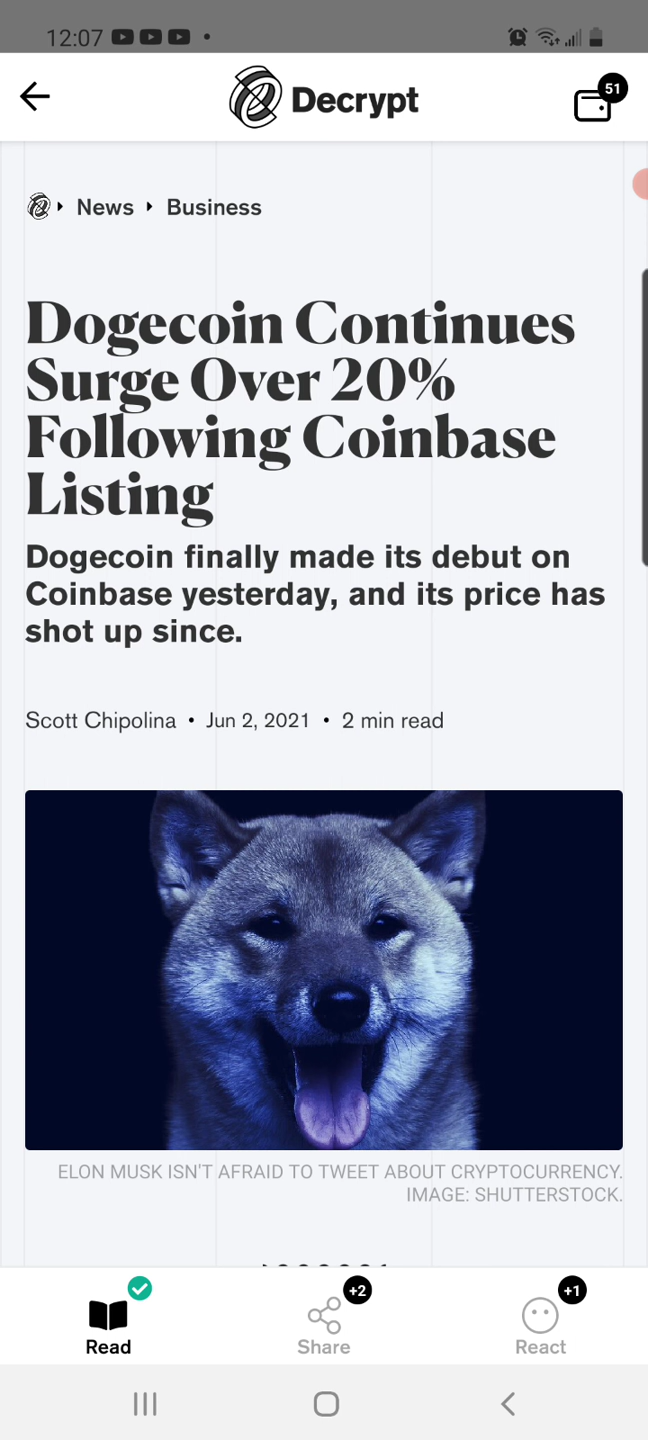 12:07
Decrypt
51
News
Business
Dogecoin Continues
Surge Over 20%
Following Coinbase
Listing
Dogecoin finally made its debut on
Coinbase yesterday, and its price has
shot up since.
Scott Chipolina • Jun 2, 2021 • 2 min read
ELON MUSK ISN'T AFRAID TO TWEET ABOUT CRYPTOCURRENCY.
IMAGE: SHUTTERSTOCK.
+2
+1
Read
Share
React